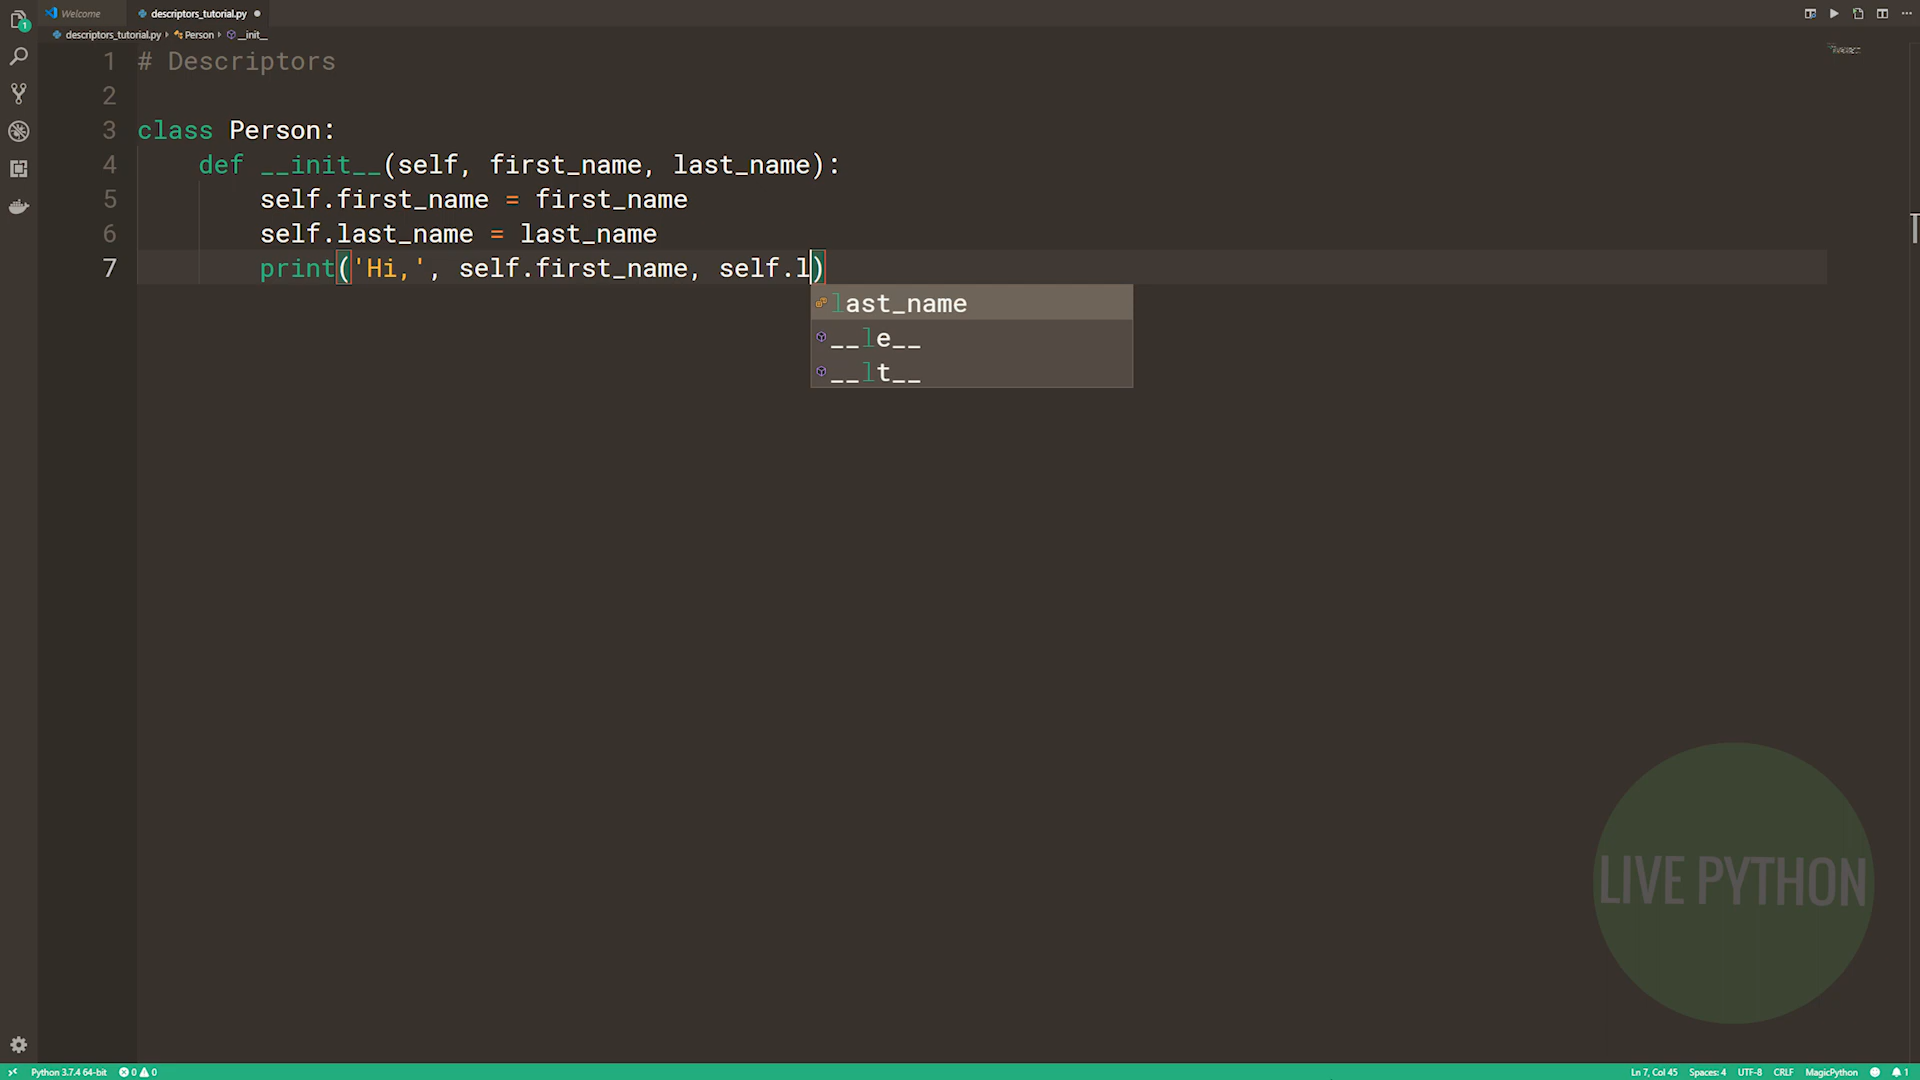 1
Welcome
descriptors_tutorial.py
descriptors_tutorial.py Person __init__
1 # Descriptors
2
3 class Person:
4 def __init__(self, first_name, last_name):
5 self.first_name = first_name
6 self.last_name = last_name
7 print('Hi,', self.first_name, self.l)
last_name
__le__
__lt__
LIVE PYTHON
Python 3.7.4 64-bit 0 0 Ln 7, Col 45 Spaces: 4 UTF-8 CRLF MagicPython 1